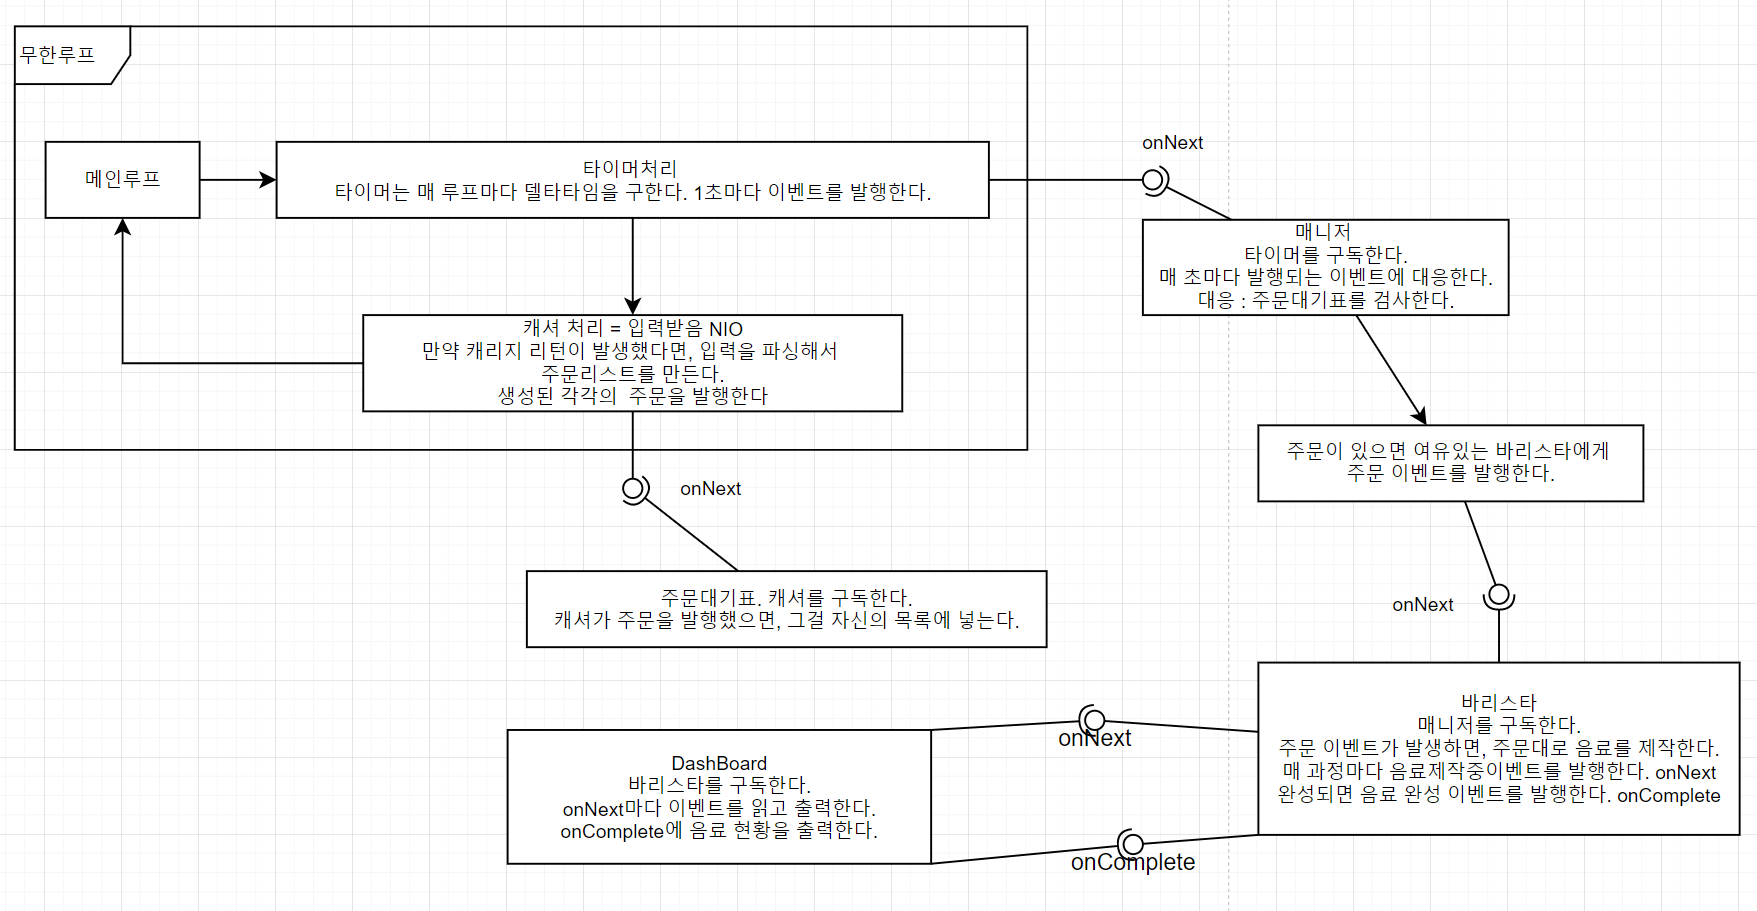 무한루프
메인루프
타이머처리
타이머는 매 루프마다 델타타임을 구한다. 1초마다 이벤트를 발행한다.
onNext
매니저
타이머를 구독한다.
매 초마다 발행되는 이벤트에 대응한다.
대응 : 주문대기표를 검사한다.
캐셔 처리 = 입력받음 NIO
만약 캐리지 리턴이 발생했다면, 입력을 파싱해서
주문리스트를 만든다.
생성된 각각의  주문을 발행한다
주문이 있으면 여유있는 바리스타에게
주문 이벤트를 발행한다.
onNext
주문대기표. 캐셔를 구독한다.
캐셔가 주문을 발행했으면, 그걸 자신의 목록에 넣는다.
onNext
바리스타
매니저를 구독한다.
주문 이벤트가 발생하면, 주문대로 음료를 제작한다.
매 과정마다 음료제작중이벤트를 발행한다. onNext
완성되면 음료 완성 이벤트를 발행한다. onComplete
onNext
DashBoard
바리스타를 구독한다.
onNext마다 이벤트를 읽고 출력한다.
onComplete에 음료 현황을 출력한다.
onComplete